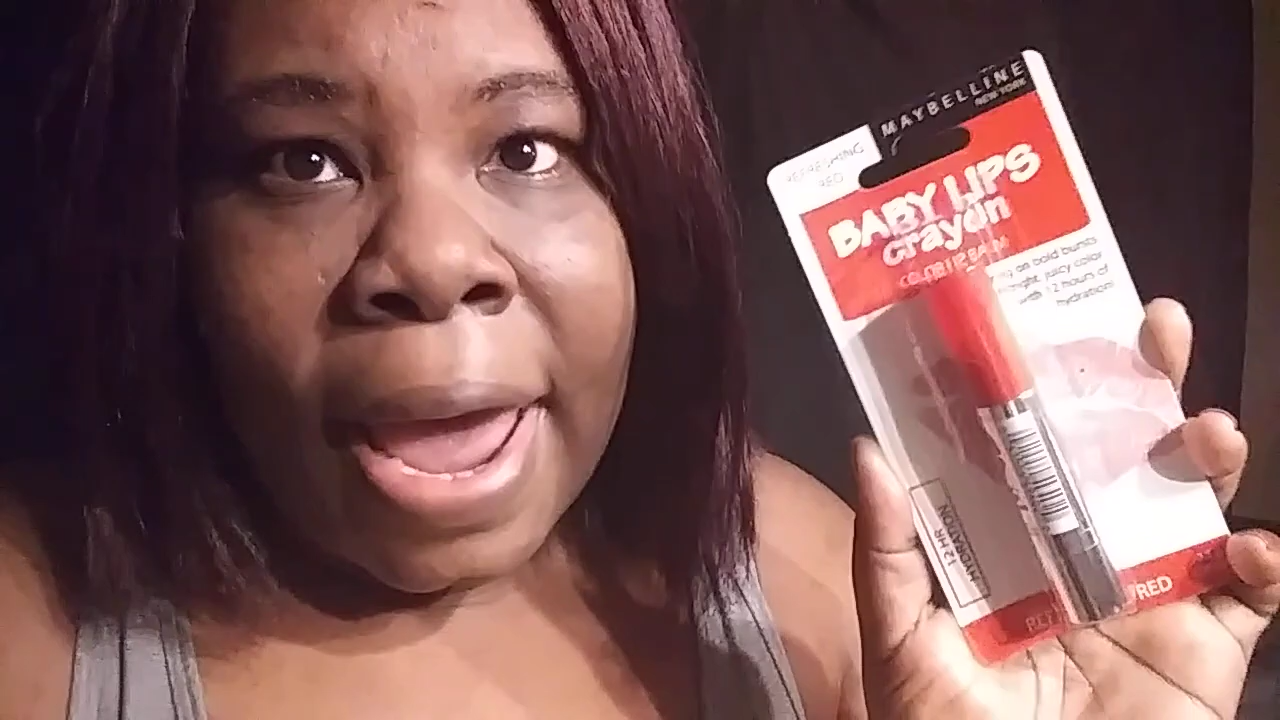 MAYBELLINE
NEW YORK
REFRESHING
RED
BABY LIPS
crayon
COLOR LIP BALM
on bold bursts
juicy color
with 12 hours of
hydration!
12 HR
HYDRATION
RED